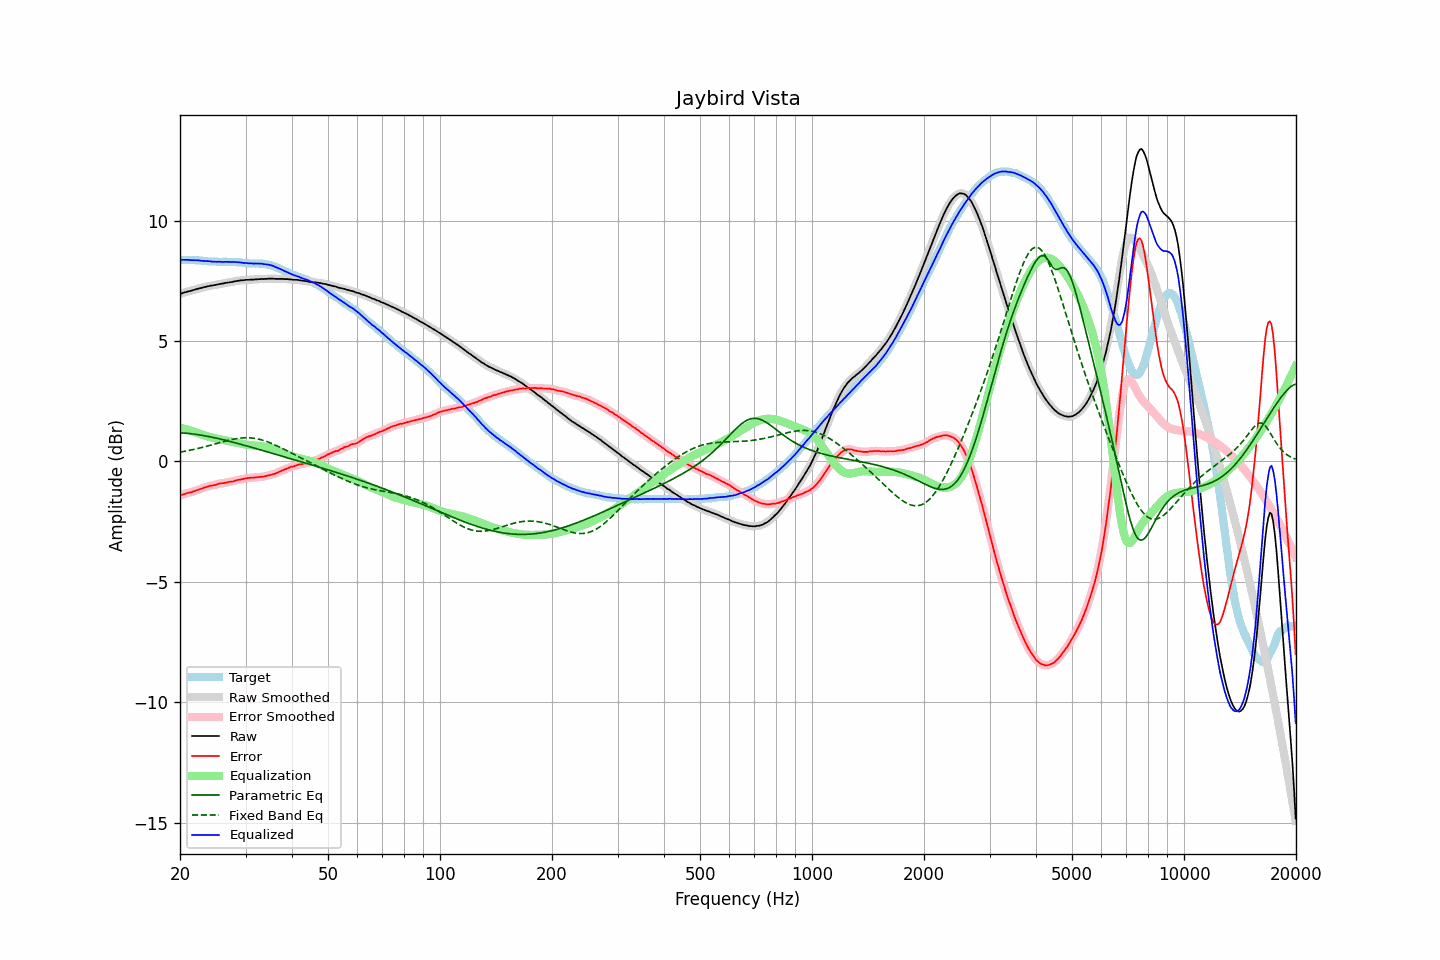 Jaybird Vista
Amplitude (dBr)
10
5
0
−5
−10
−15
Target
Raw Smoothed
Error Smoothed
Raw
Error
Equalization
Parametric Eq
Fixed Band Eq
Equalized
20 50 100 200 500 1000 2000 5000 10000 20000
Frequency (Hz)